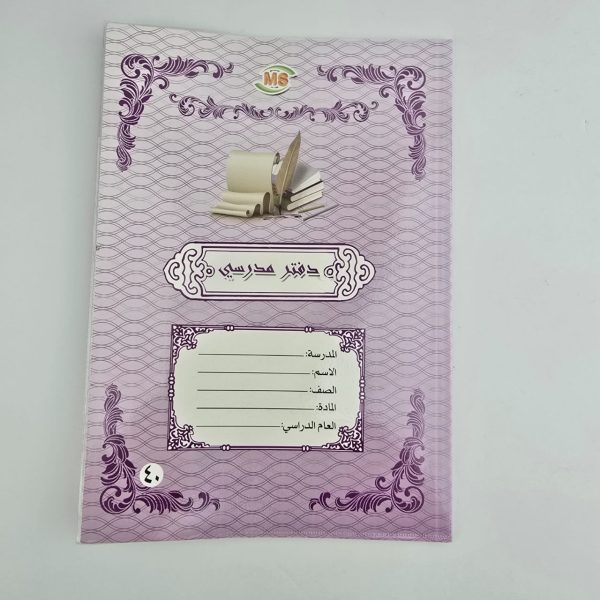 MS
دفتر مدرسي
المدرسة:
الاسم:
الصف:
المادة:
العام الدراسي:
٤٠